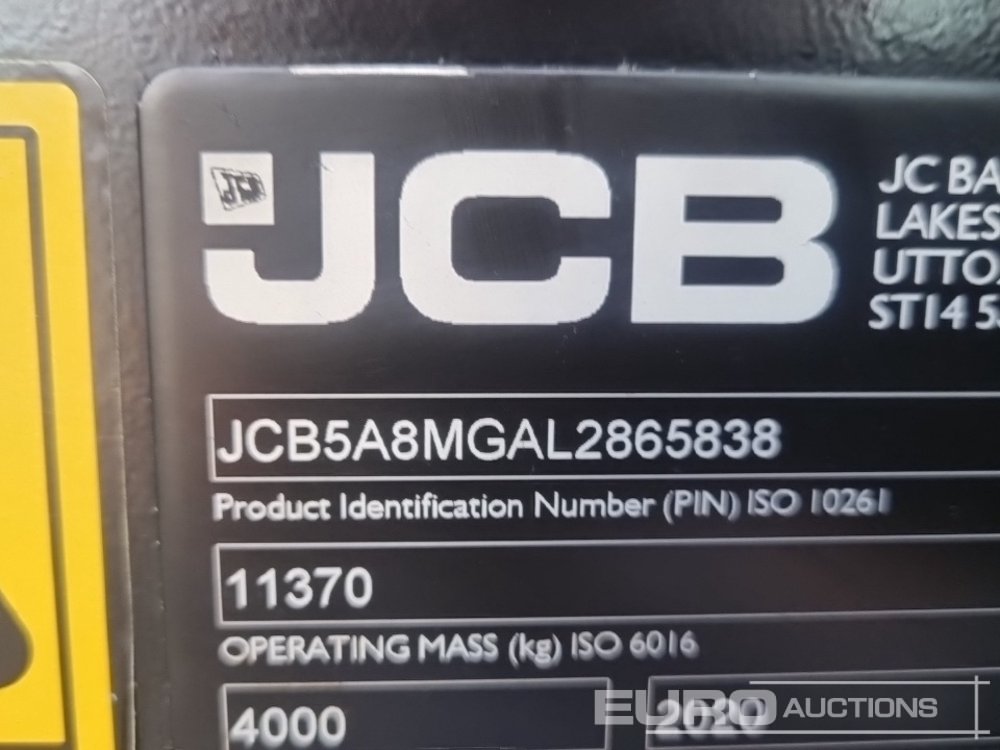 JCB
JCB
JC BA
LAKES
UTTO
ST14 5
JCB5A8MGAL2865838
Product Identification Number (PIN) ISO 10261
11370
OPERATING MASS (kg) ISO 6016
4000
2020
EURO AUCTIONS